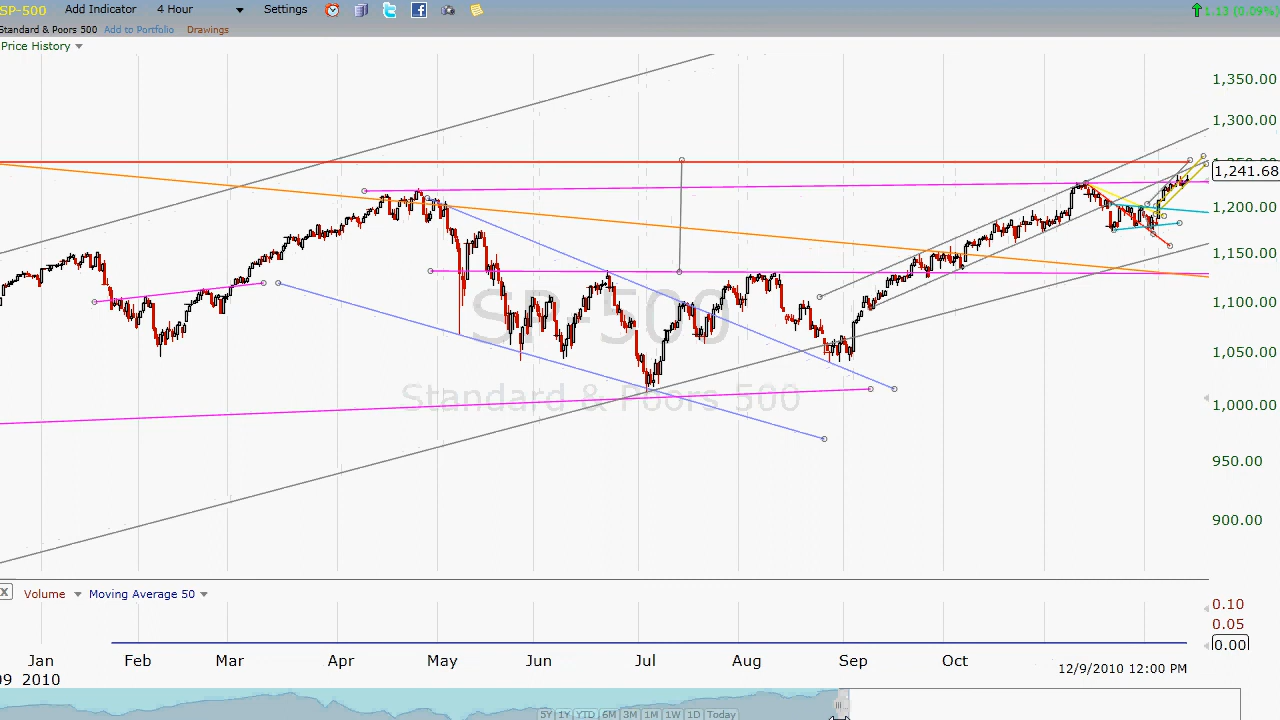 SP-500 Add Indicator 4 Hour Settings 1.13 (0.09%)
Standard & Poors 500 Add to Portfolio Drawings
Price History
1,350.00
1,300.00
1,241.68
1,200.00
1,150.00
1,100.00
1,050.00
1,000.00
950.00
900.00
SP-500
Standard & Poors 500
X Volume Moving Average 50
0.10
0.05
0.00
Jan Feb Mar Apr May Jun Jul Aug Sep Oct
09 2010 12/9/2010 12:00 PM
5Y 1Y YTD 6M 3M 1M 1W 1D Today